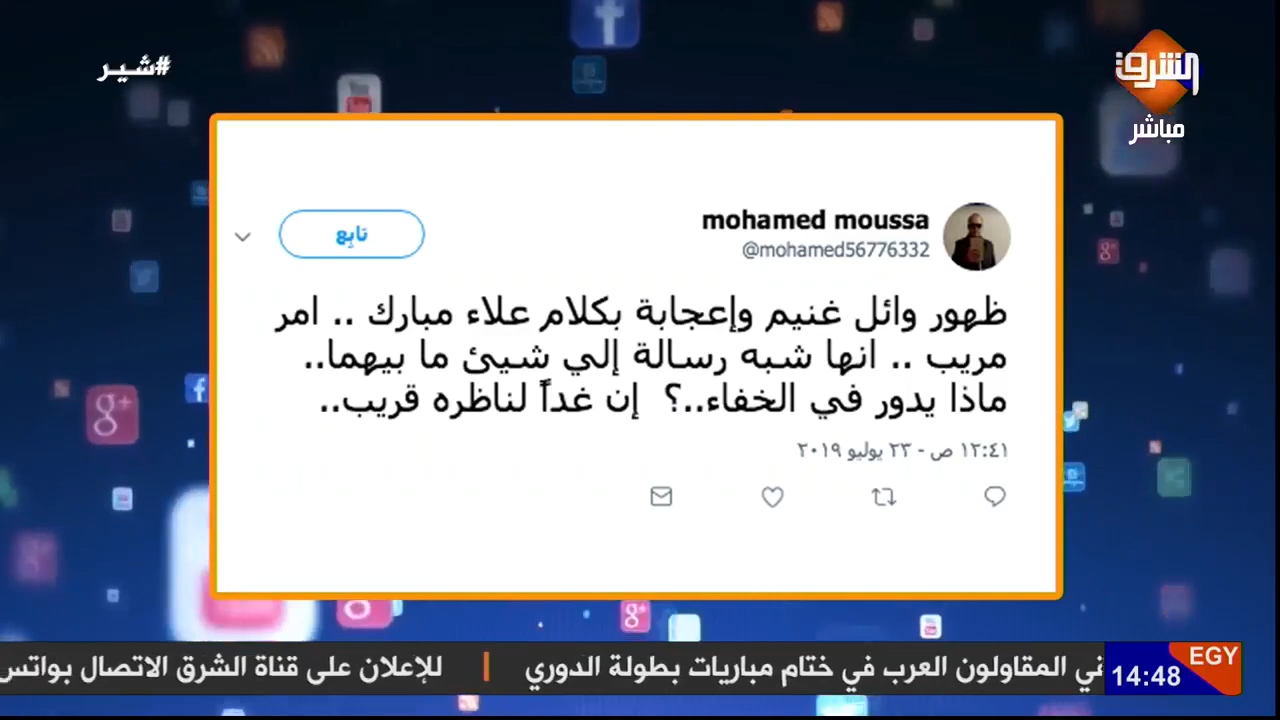 #شير
الشرق
مباشر
mohamed moussa
@mohamed56776332
تابِع
ظهور وائل غنيم وإعجابة بكلام علاء مبارك .. امر
مريب .. انها شبه رسالة إلي شيئ ما بيهما..
ماذا يدور في الخفاء..؟ إن غداً لناظره قريب..
١٢:٤١ ص - ٢٣ يوليو ٢٠١٩
EGY
14:48
في المقاولون العرب في ختام مباريات بطولة الدوري | للإعلان على قناة الشرق الاتصال بواتس